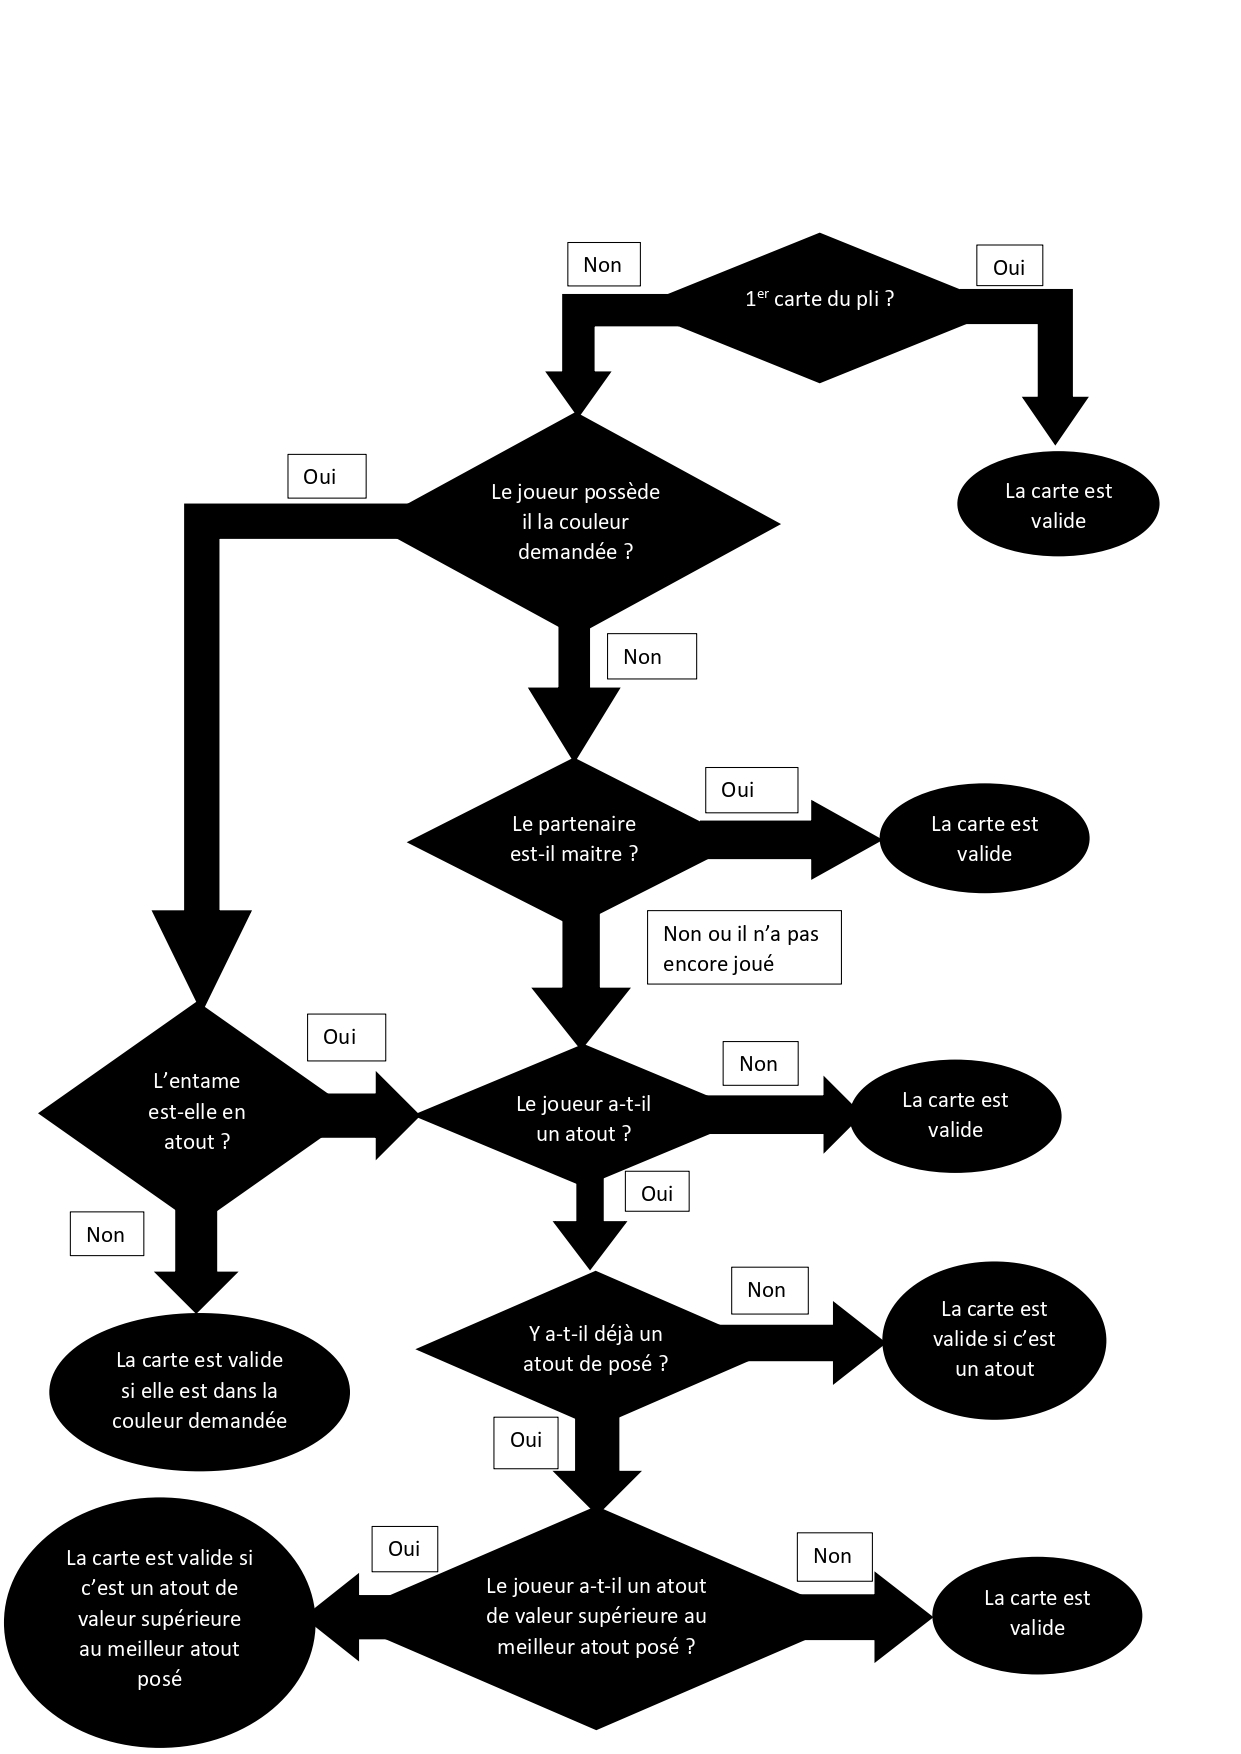 Non
1er carte du pli ?
Oui
Oui
Le joueur possède
il la couleur
demandée ?
La carte est
valide
Non
Oui
Le partenaire
est-il maitre ?
La carte est
valide
Non ou il n’a pas
encore joué
Oui
Non
L’entame
est-elle en
atout ?
Le joueur a-t-il
un atout ?
La carte est
valide
Oui
Non
Non
Y a-t-il déjà un
atout de posé ?
La carte est
valide si c’est
un atout
La carte est valide
si elle est dans la
couleur demandée
Oui
Oui
Non
La carte est valide si
c’est un atout de
valeur supérieure
au meilleur atout
posé
Le joueur a-t-il un atout
de valeur supérieure au
meilleur atout posé ?
La carte est
valide